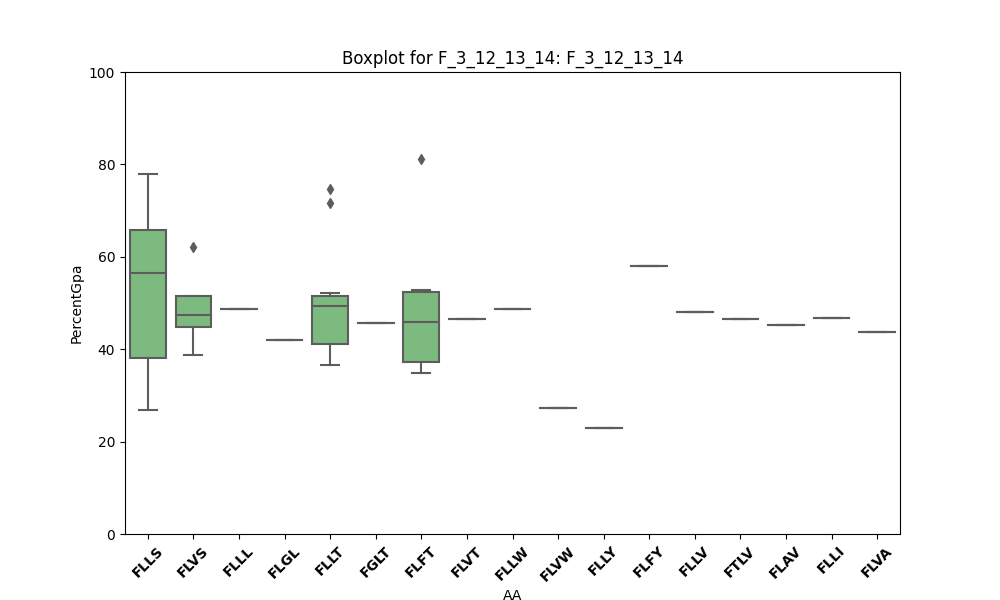 Boxplot for F_3_12_13_14: F_3_12_13_14
100
80
60
40
20
0
PercentGpa
FLLS
FLVS
FLLL
FLGL
FLLT
FGLT
FLFT
FLVT
FLLW
FLVW
FLLY
FLFY
FLLV
FTLV
FLAV
FLLI
FLVA
AA